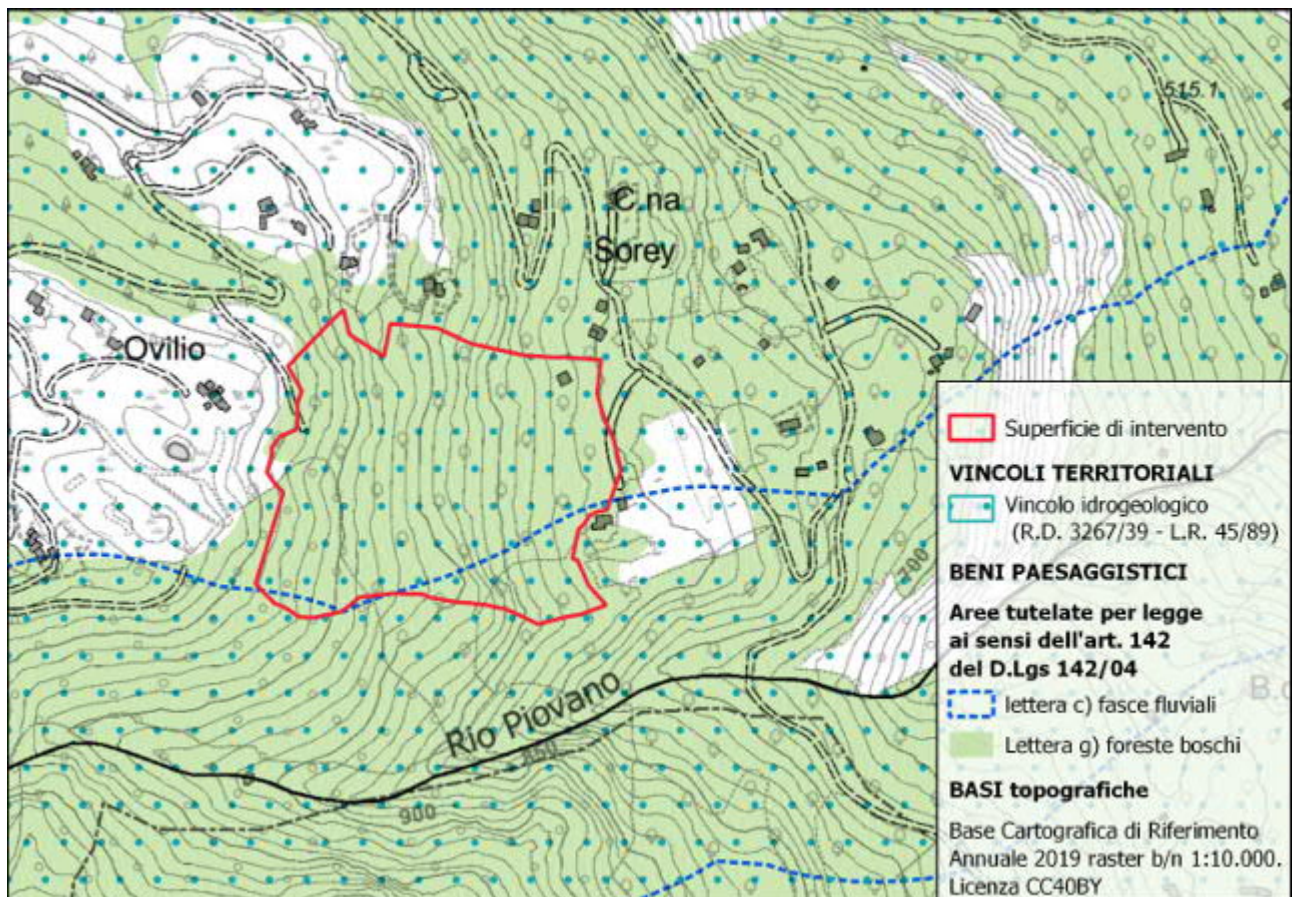 515.1
C.na
Sorey
Ovilio
700
Rio Piovano
900
Superficie di intervento
VINCOLI TERRITORIALI
Vincolo idrogeologico
(R.D. 3267/39 - L.R. 45/89)
BENI PAESAGGISTICI
Aree tutelate per legge
ai sensi dell'art. 142
del D.Lgs 142/04
lettera c) fasce fluviali
Lettera g) foreste boschi
BASI topografiche
Base Cartografica di Riferimento
Annuale 2019 raster b/n 1:10.000.
Licenza CC40BY